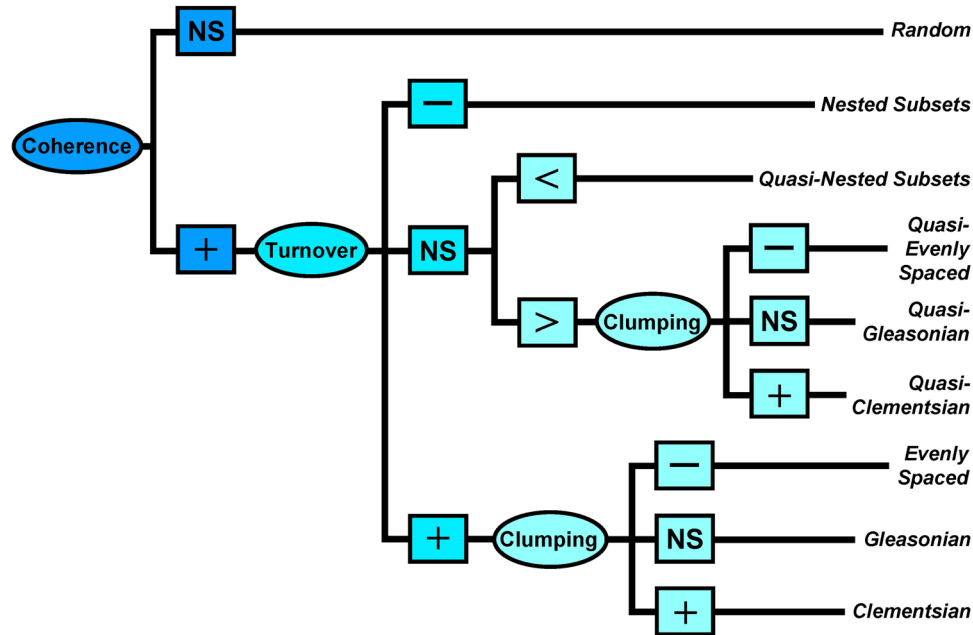 NS
Random
−
Nested Subsets
Coherence
<
Quasi-Nested Subsets
+
Turnover
NS
−
Quasi-
Evenly
Spaced
>
Clumping
NS
Quasi-
Gleasonian
+
Quasi-
Clementsian
−
Evenly
Spaced
+
Clumping
NS
Gleasonian
+
Clementsian